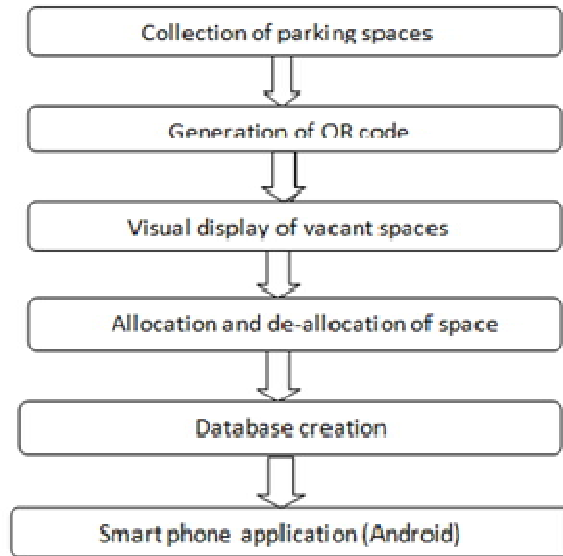 Collection of parking spaces
Generation of QR code
Visual display of vacant spaces
Allocation and de-allocation of space
Database creation
Smart phone application (Android)